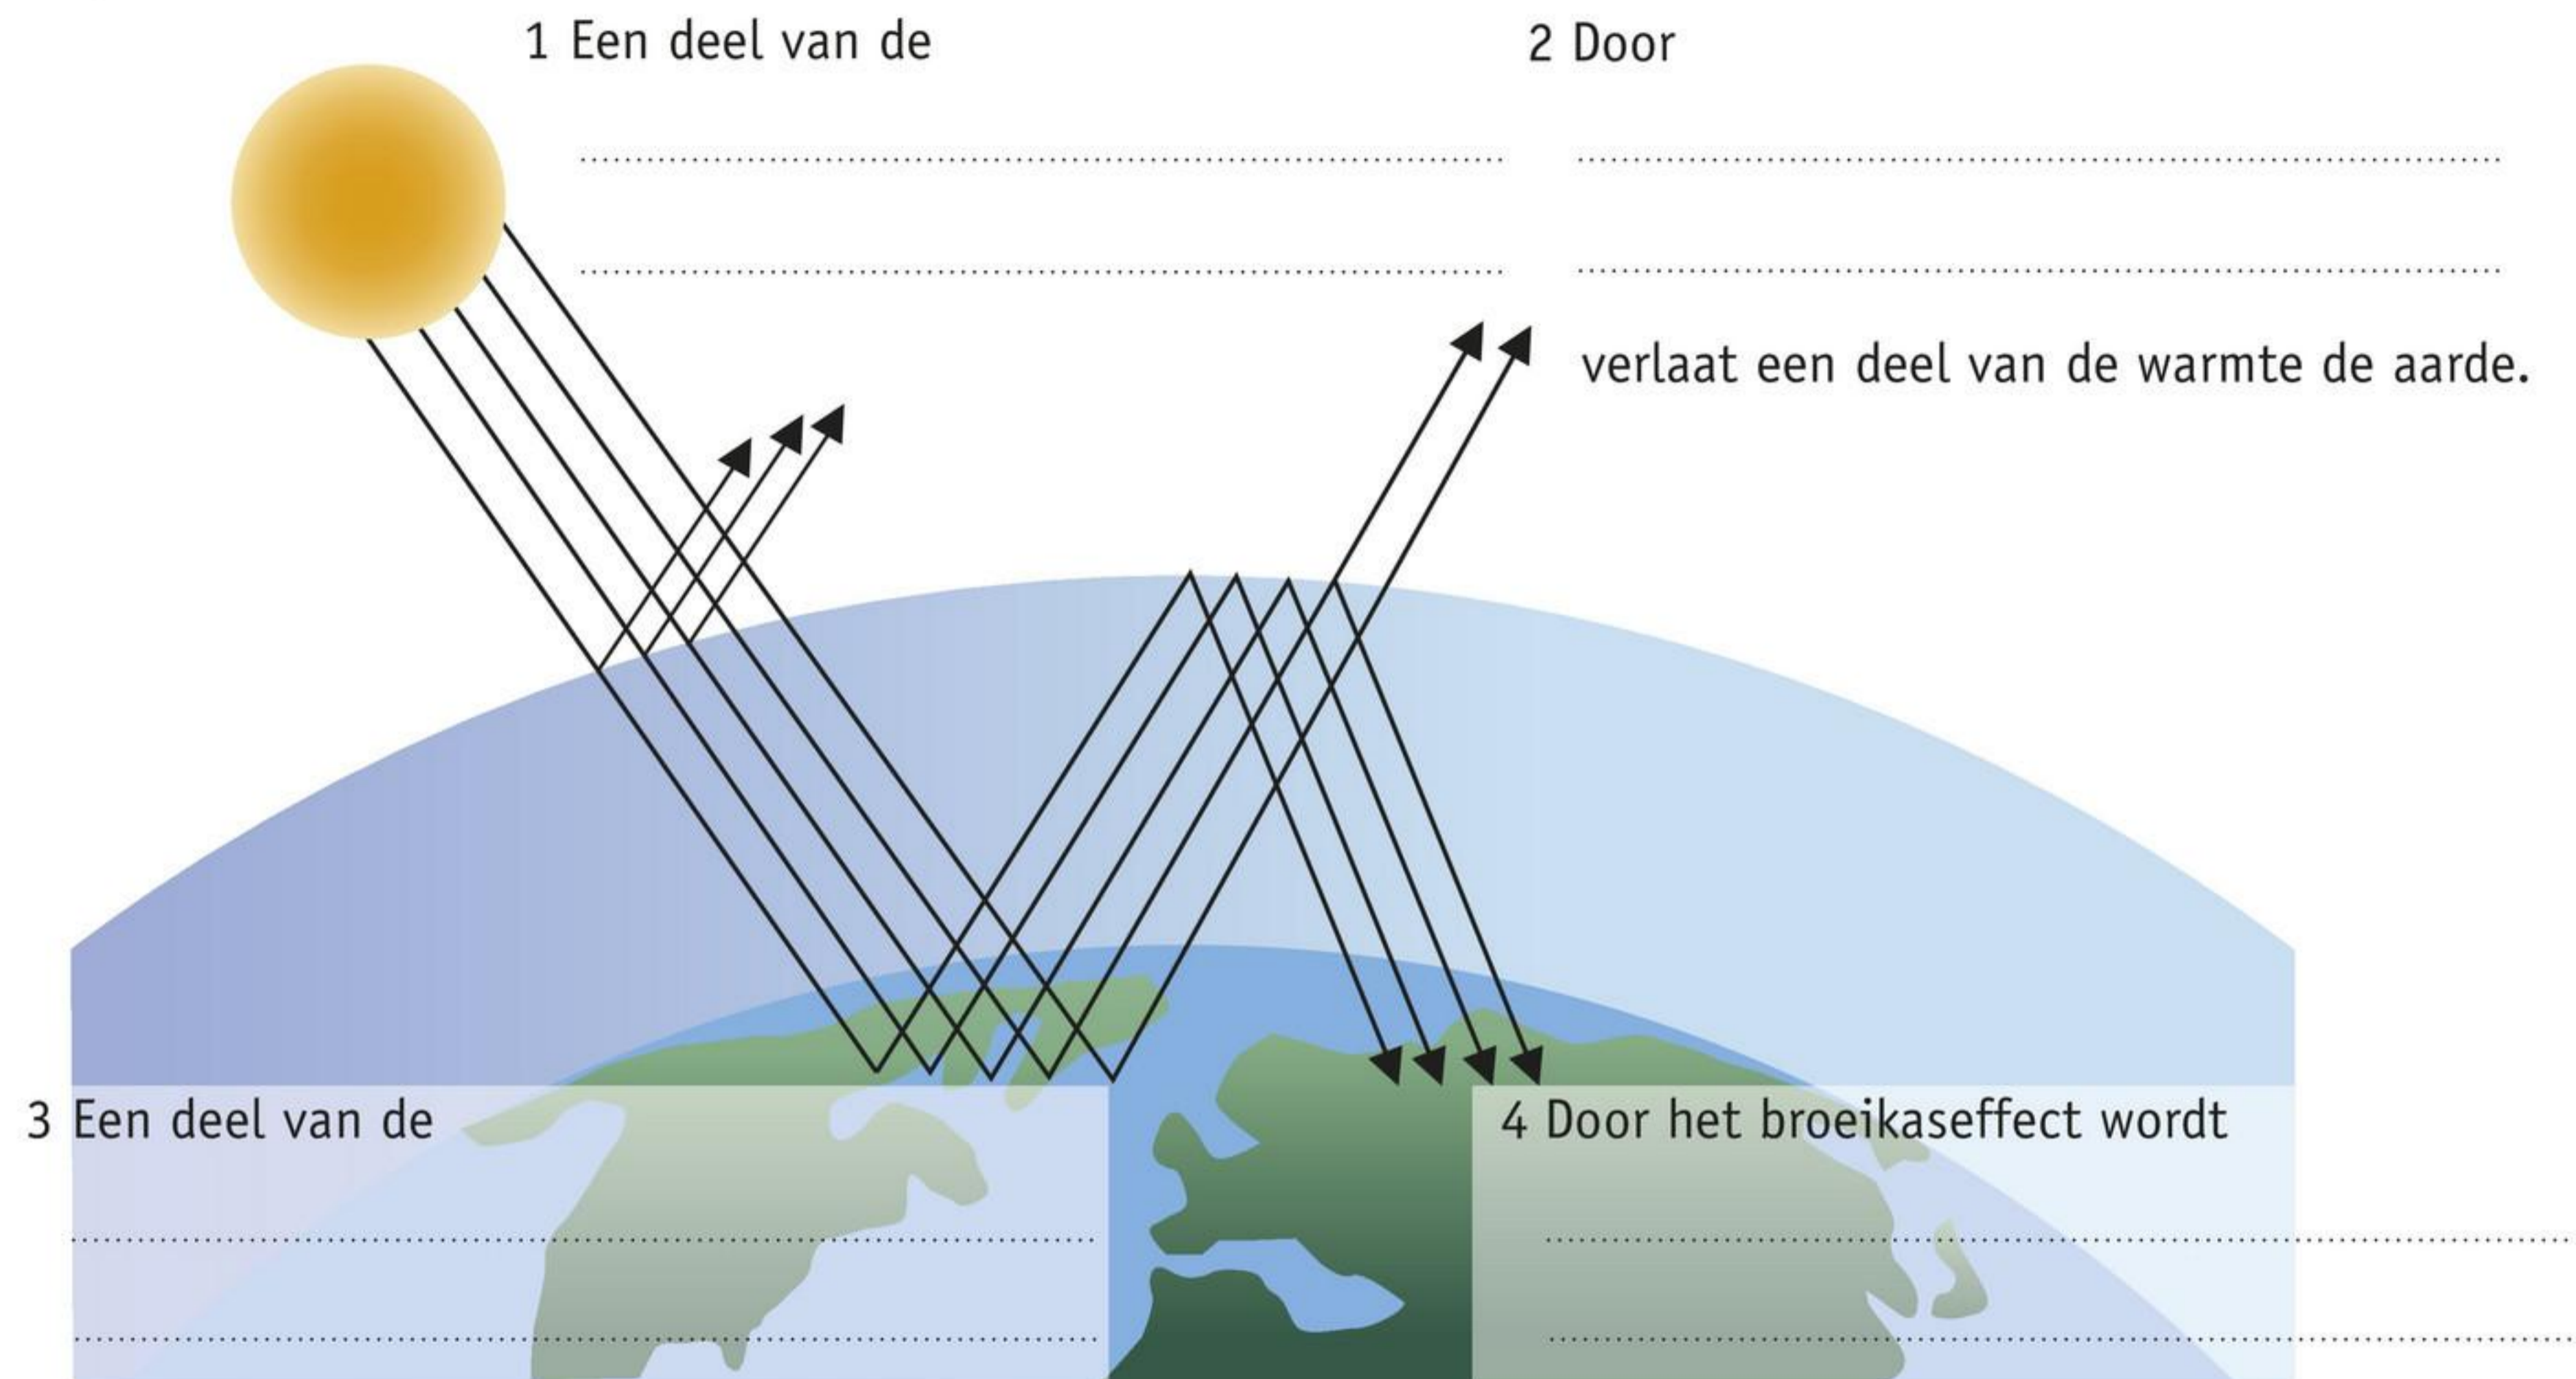 1 Een deel van de
2 Door
verlaat een deel van de warmte de aarde.
3 Een deel van de
4 Door het broeikaseffect wordt